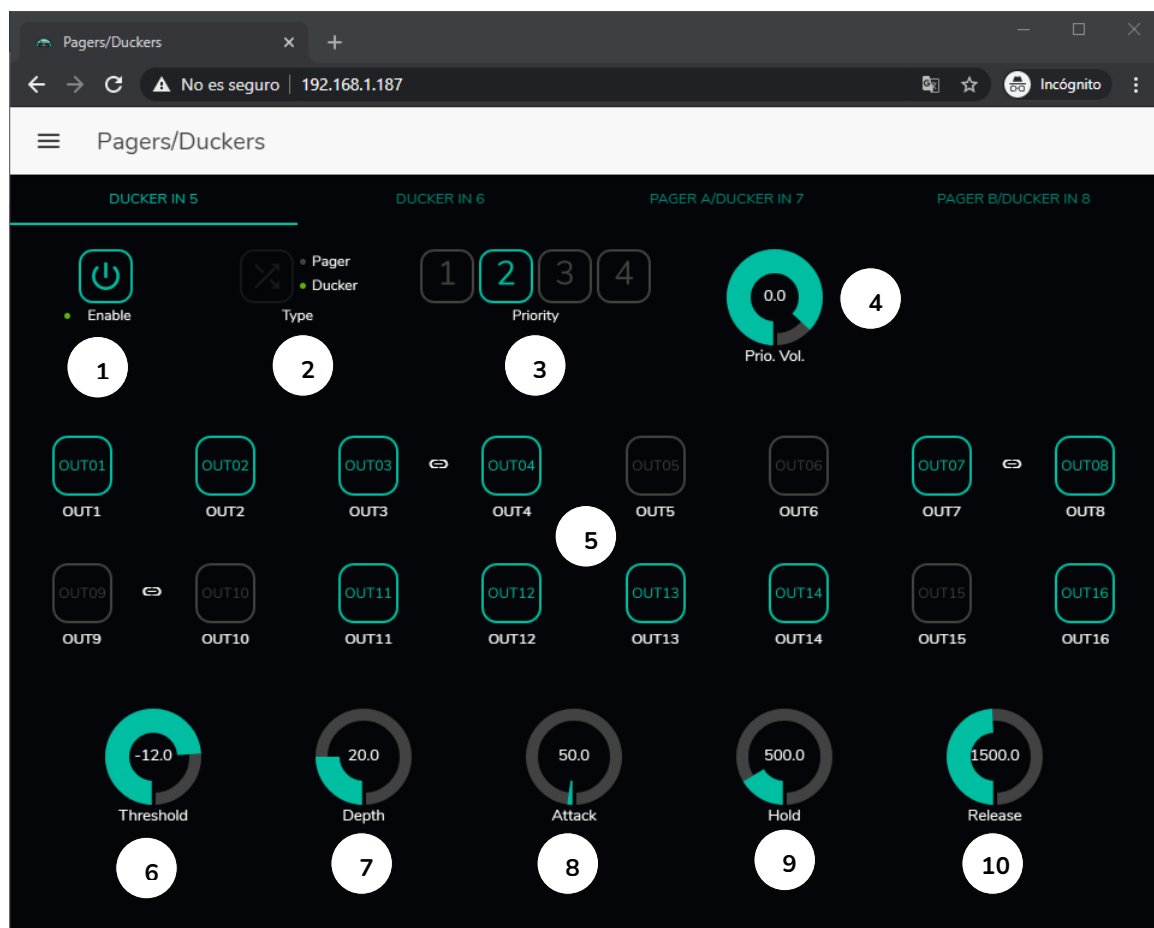 Pagers/Duckers
No es seguro | 192.168.1.187
Incógnito
Pagers/Duckers
DUCKER IN 5
DUCKER IN 6
PAGER A/DUCKER IN 7
PAGER B/DUCKER IN 8
Pager
Ducker
1 2 3 4
0.0
Enable
Type
Priority
Prio. Vol.
4
1
2
3
OUT01 OUT02 OUT03 OUT04 OUT05 OUT06 OUT07 OUT08
OUT1 OUT2 OUT3 OUT4 OUT5 OUT6 OUT7 OUT8
5
OUT09 OUT10 OUT11 OUT12 OUT13 OUT14 OUT15 OUT16
OUT9 OUT10 OUT11 OUT12 OUT13 OUT14 OUT15 OUT16
-12.0 20.0 50.0 500.0 1500.0
Threshold Depth Attack Hold Release
6 7 8 9 10